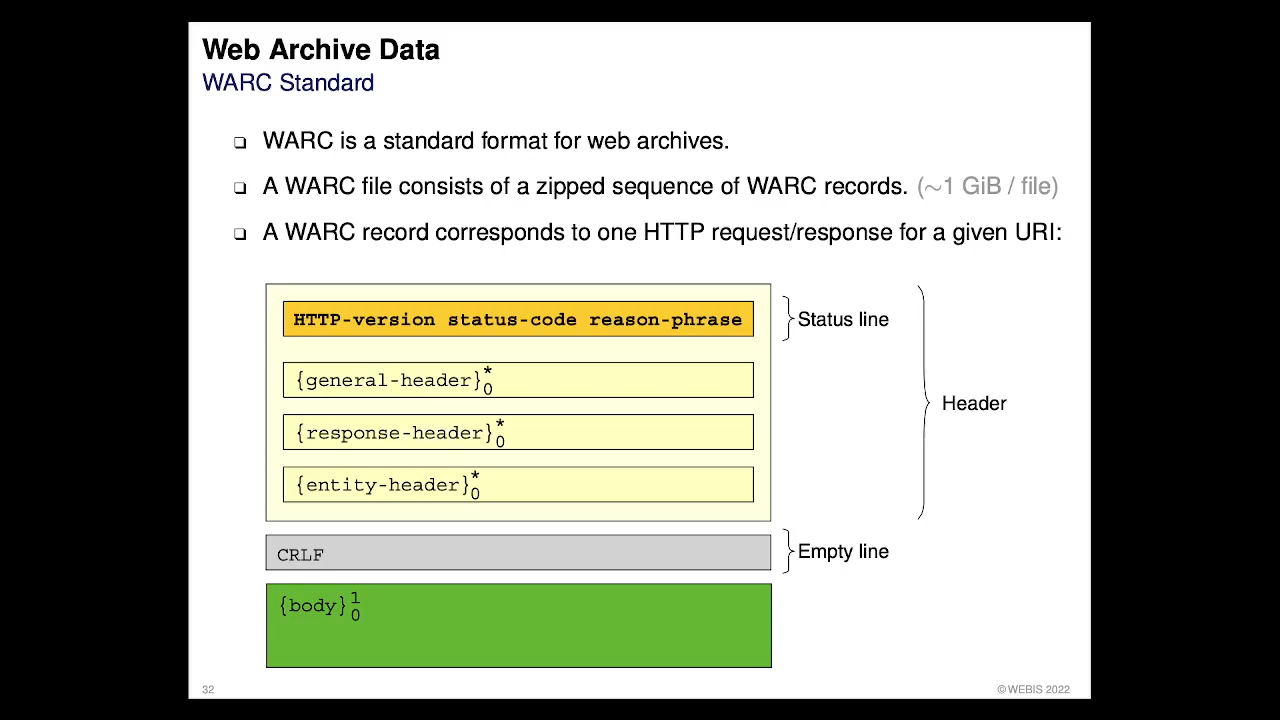 Web Archive Data
WARC Standard
❑ WARC is a standard format for web archives.
❑ A WARC file consists of a zipped sequence of WARC records. (∼1 GiB / file)
❑ A WARC record corresponds to one HTTP request/response for a given URI:
HTTP-version status-code reason-phrase
Status line
{general-header}*0
{response-header}*0
{entity-header}*0
Header
CRLF
Empty line
{body}10
32
©WEBIS 2022